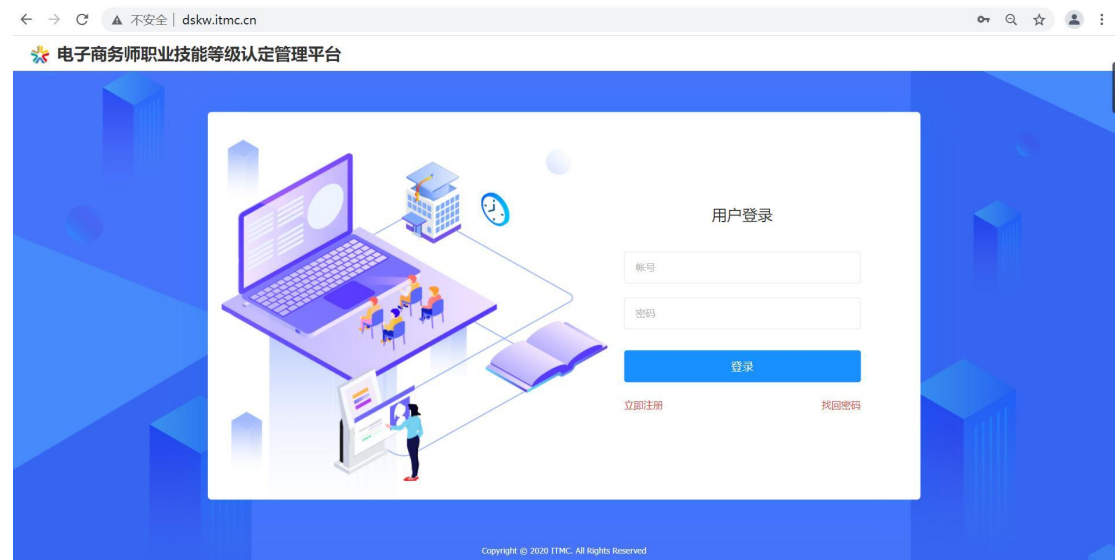 不安全 | dskw.itmc.cn
电子商务师职业技能等级认定管理平台
用户登录
帐号
密码
登录
立即注册 找回密码
Copyright © 2020 ITMC. All Rights Reserved